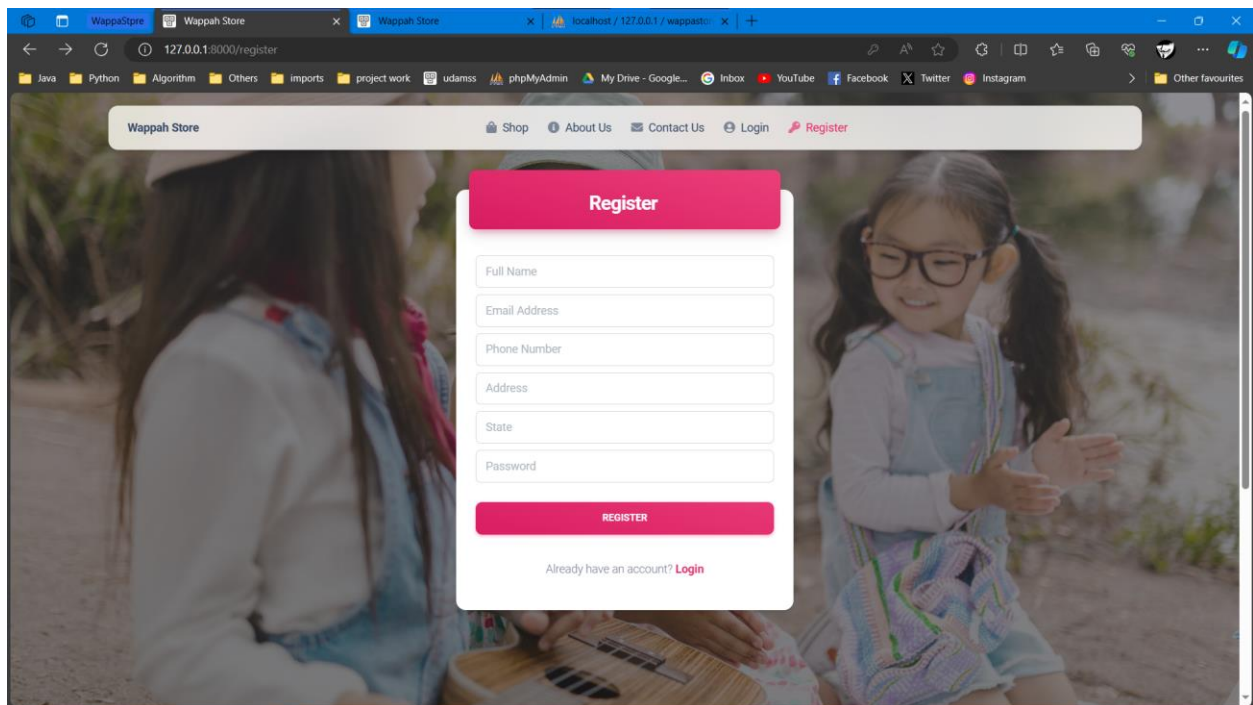 WappaStpre
Wappah Store
Wappah Store
localhost / 127.0.0.1 / wappastor
127.0.0.1:8000/register
Java Python Algorithm Others imports project work udamss phpMyAdmin My Drive - Google... Inbox YouTube Facebook Twitter Instagram Other favourites
Wappah Store Shop About Us Contact Us Login Register
Register
Full Name
Email Address
Phone Number
Address
State
Password
REGISTER
Already have an account? Login